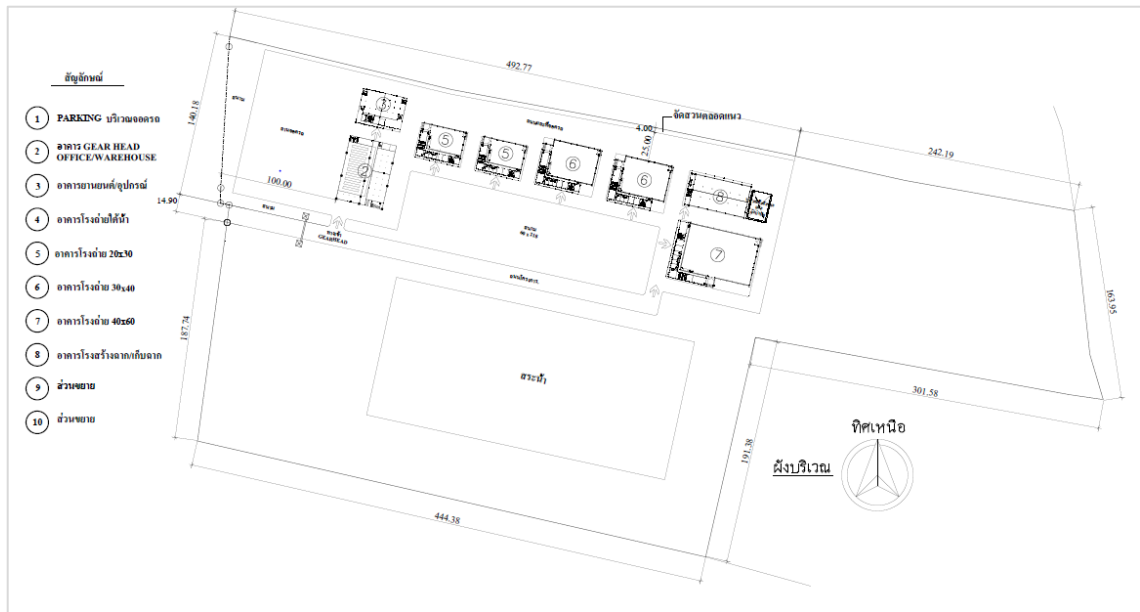 สัญลักษณ์
1 PARKING บริเวณจอดรถ
2 อาคาร GEAR HEAD
OFFICE/WAREHOUSE
3 อาคารยานยนต์/อุปกรณ์
4 อาคารโรงถ่ายใต้น้ำ
5 อาคารโรงถ่าย 20x30
6 อาคารโรงถ่าย 30x40
7 อาคารโรงถ่าย 40x60
8 อาคารโรงสร้างฉาก/เก็บฉาก
9 ส่วนขยาย
10 ส่วนขยาย
492.77
140.18
จัดสวนตลอดแนว
4.00
25.00
242.19
3
5
5
6
6
2
8
7
100.00
14.90
GEARHEAD
163.95
187.74
สระน้ำ
301.58
191.38
444.38
ทิศเหนือ
ผังบริเวณ